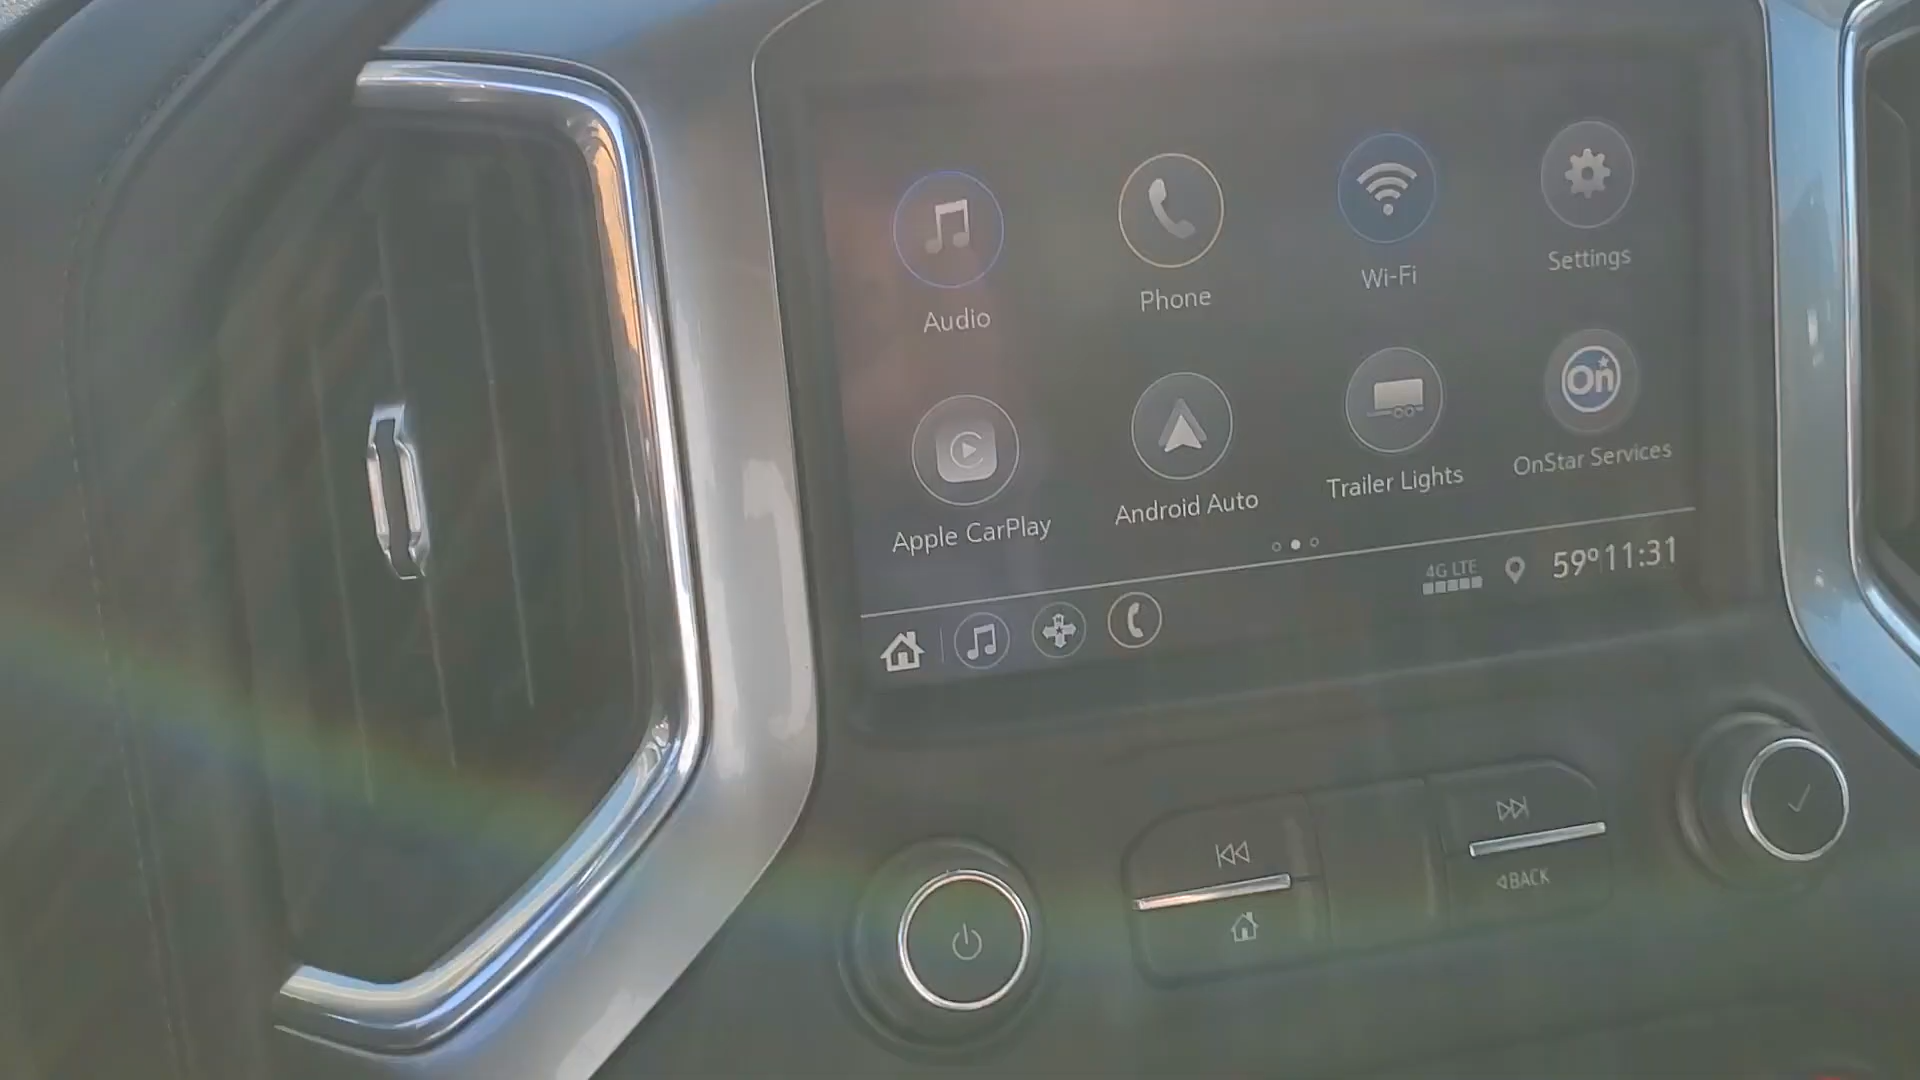 Audio
Phone
Wi-Fi
Settings
Apple CarPlay
Android Auto
Trailer Lights
On
OnStar Services
4G LTE
59° 11:31
BACK